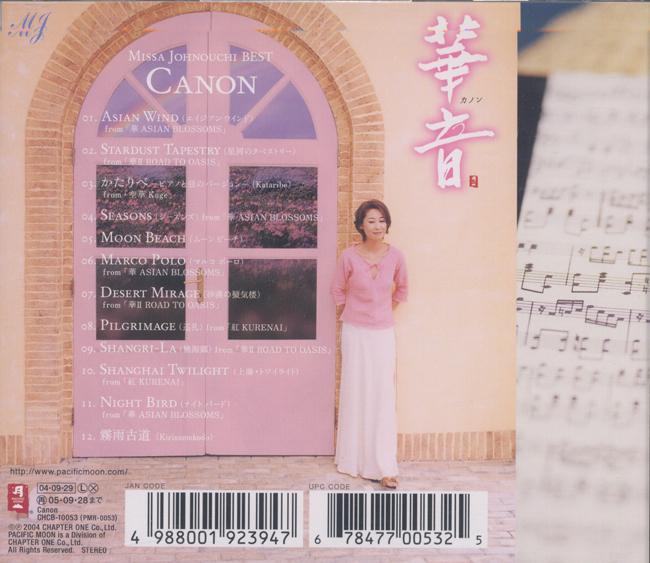 MJ
MISSA JOHNOUCHI BEST
CANON
華音
カノン
01. ASIAN WIND (エイジアンウインド)
from「華 ASIAN BLOSSOMS」
02. STARDUST TAPESTRY (星河のタペストリー)
from「華II ROAD TO OASIS」
03. かたりべ —ピアノと弦のバージョン— (Kataribe)
from「空華 Kuge」
04. SEASONS (シーズンズ) from「華 ASIAN BLOSSOMS」
05. MOON BEACH (ムーン ビーチ)
06. MARCO POLO (マルコ ポーロ)
from「華 ASIAN BLOSSOMS」
07. DESERT MIRAGE (砂漠の蜃気楼)
from「華II ROAD TO OASIS」
08. PILGRIMAGE (巡礼) from「紅 KURENAI」
09. SHANGRI-LA (桃源郷) from「華II ROAD TO OASIS」
10. SHANGHAI TWILIGHT (上海・トワイライト)
from「紅 KURENAI」
11. NIGHT BIRD (ナイト バード)
from「華 ASIAN BLOSSOMS」
12. 霧雨古道
http://www.pacificmoon.com/
04·09·29 Ⓛ Ⓧ
再 05·09·28まで
Canon
CHCB-10053 (PMR-0053)
©℗ 2004 CHAPTER ONE Co., Ltd.
PACIFIC MOON is a Division of
CHAPTER ONE Co., Ltd.
All Rights Reserved. STEREO
JAN CODE
4 988001 923947
UPC CODE
6 78477 00532 5